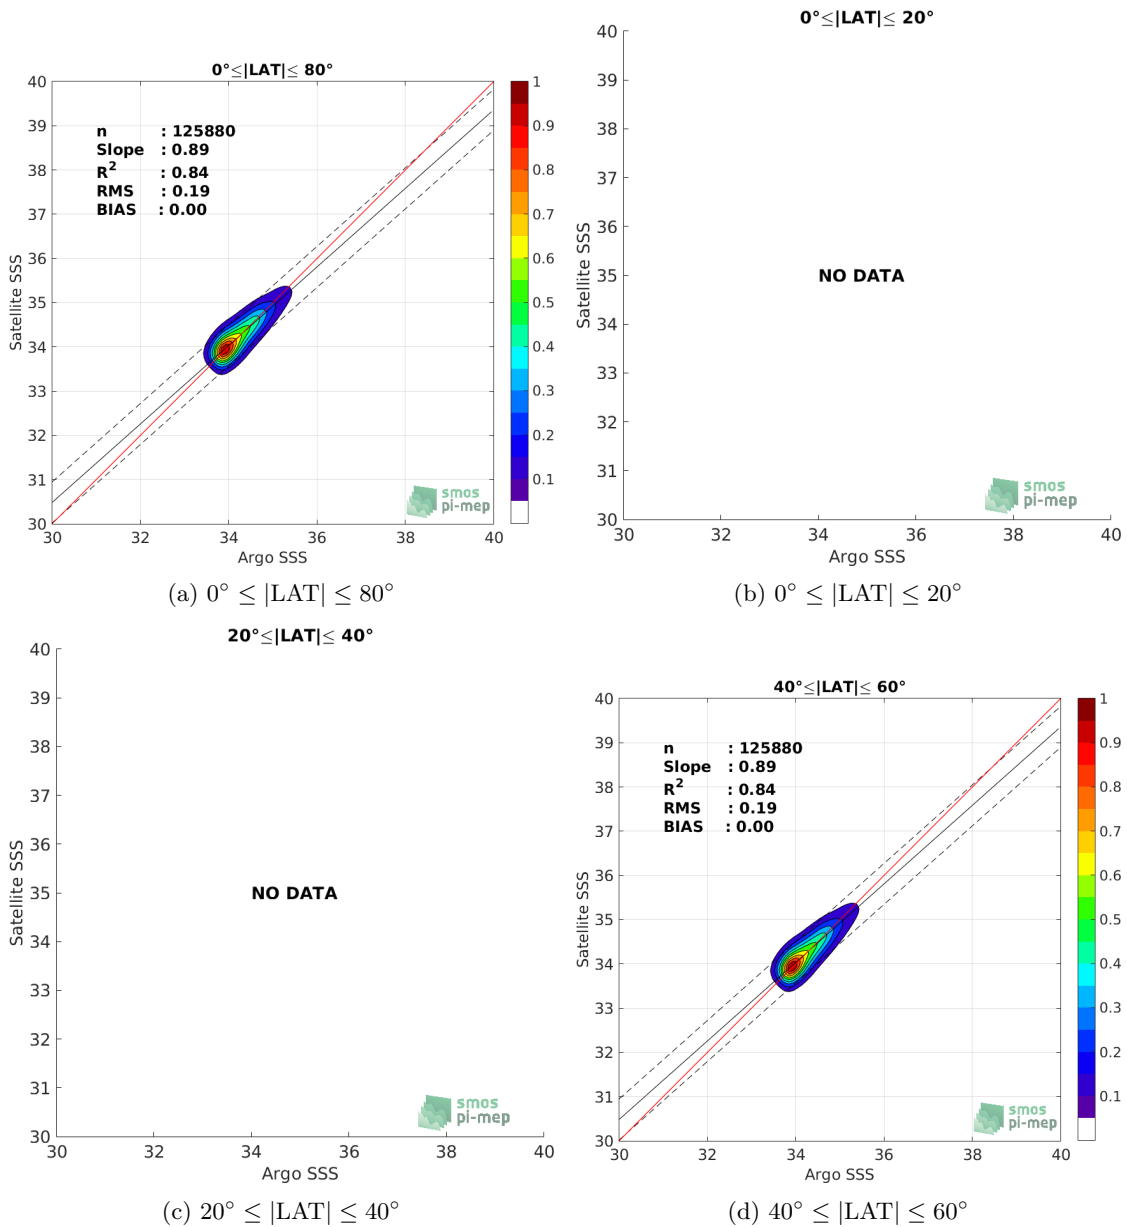 0°≤|LAT|≤ 80°
40
39
38
37
36
35
34
33
32
31
30
Satellite SSS
n : 125880
Slope : 0.89
R² : 0.84
RMS : 0.19
BIAS : 0.00
1
0.9
0.8
0.7
0.6
0.5
0.4
0.3
0.2
0.1
smos
pi-mep
30 32 34 36 38 40
Argo SSS
(a) 0° ≤ |LAT| ≤ 80°
0°≤|LAT|≤ 20°
40
39
38
37
36
35
34
33
32
31
30
Satellite SSS
NO DATA
smos
pi-mep
30 32 34 36 38 40
Argo SSS
(b) 0° ≤ |LAT| ≤ 20°
20°≤|LAT|≤ 40°
40
39
38
37
36
35
34
33
32
31
30
Satellite SSS
NO DATA
smos
pi-mep
30 32 34 36 38 40
Argo SSS
(c) 20° ≤ |LAT| ≤ 40°
40°≤|LAT|≤ 60°
40
39
38
37
36
35
34
33
32
31
30
Satellite SSS
n : 125880
Slope : 0.89
R² : 0.84
RMS : 0.19
BIAS : 0.00
1
0.9
0.8
0.7
0.6
0.5
0.4
0.3
0.2
0.1
smos
pi-mep
30 32 34 36 38 40
Argo SSS
(d) 40° ≤ |LAT| ≤ 60°